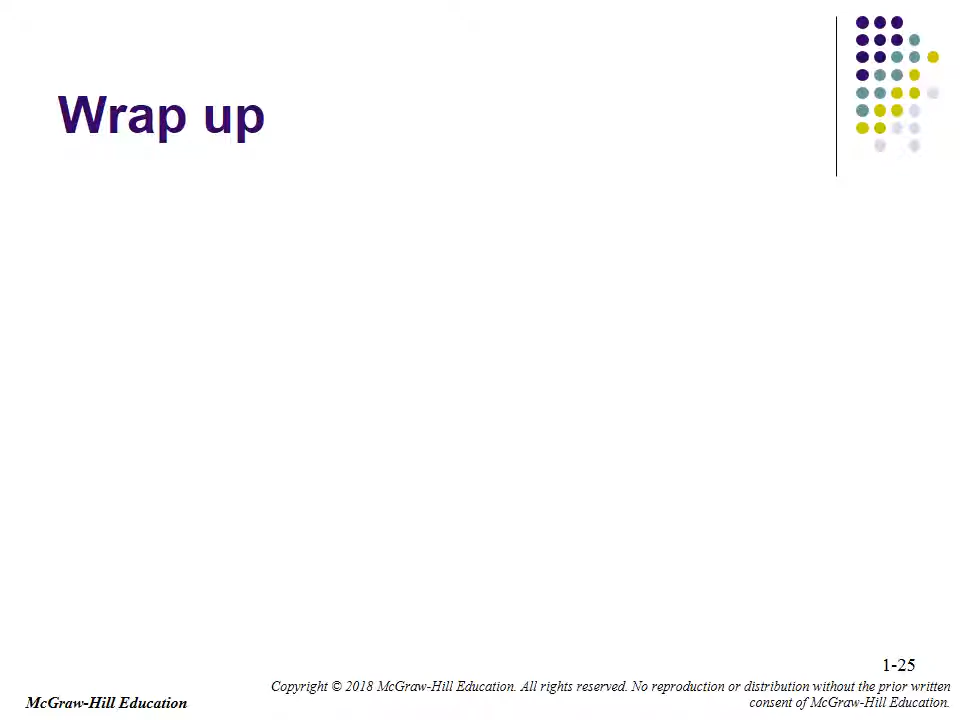 Wrap up
1-25
Copyright © 2018 McGraw-Hill Education. All rights reserved. No reproduction or distribution without the prior written
consent of McGraw-Hill Education.
McGraw-Hill Education